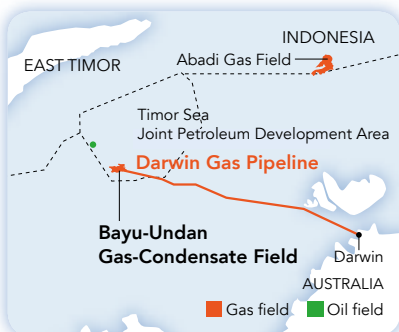 INDONESIA
Abadi Gas Field
EAST TIMOR
Timor Sea
Joint Petroleum Development Area
Darwin Gas Pipeline
Bayu-Undan
Gas-Condensate Field
Darwin
AUSTRALIA
Gas field Oil field